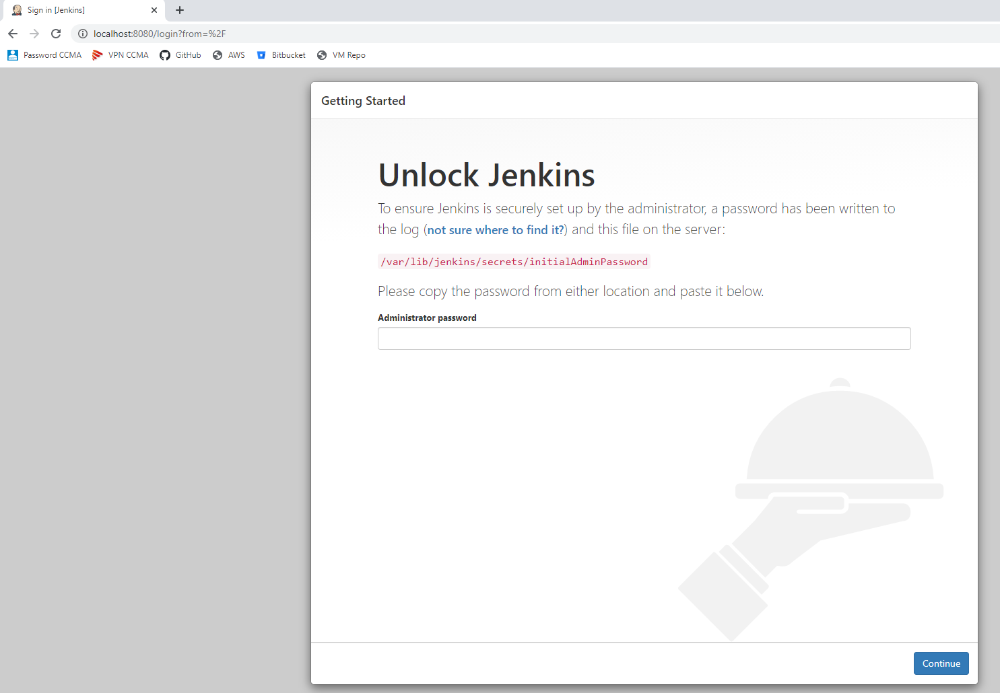 Sign in [Jenkins]
localhost:8080/login?from=%2F
Password CCMA VPN CCMA GitHub AWS Bitbucket VM Repo
Getting Started
Unlock Jenkins
To ensure Jenkins is securely set up by the administrator, a password has been written to
the log (not sure where to find it?) and this file on the server:
/var/lib/jenkins/secrets/initialAdminPassword
Please copy the password from either location and paste it below.
Administrator password
Continue